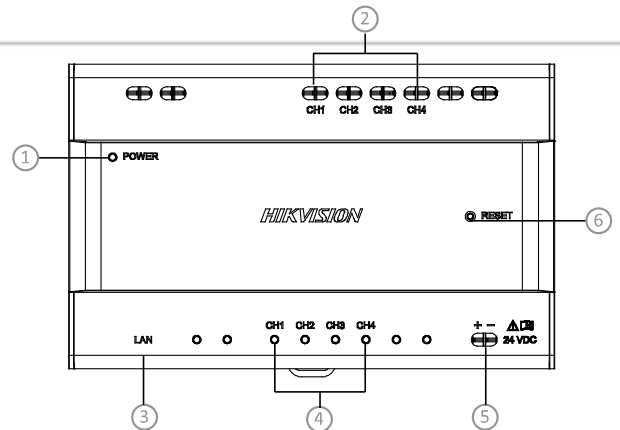 2
CH1 CH2 CH3 CH4
1 POWER
HIKVISION
RESET 6
CH1 CH2 CH3 CH4
+ -
LAN
24 VDC
3 4 5